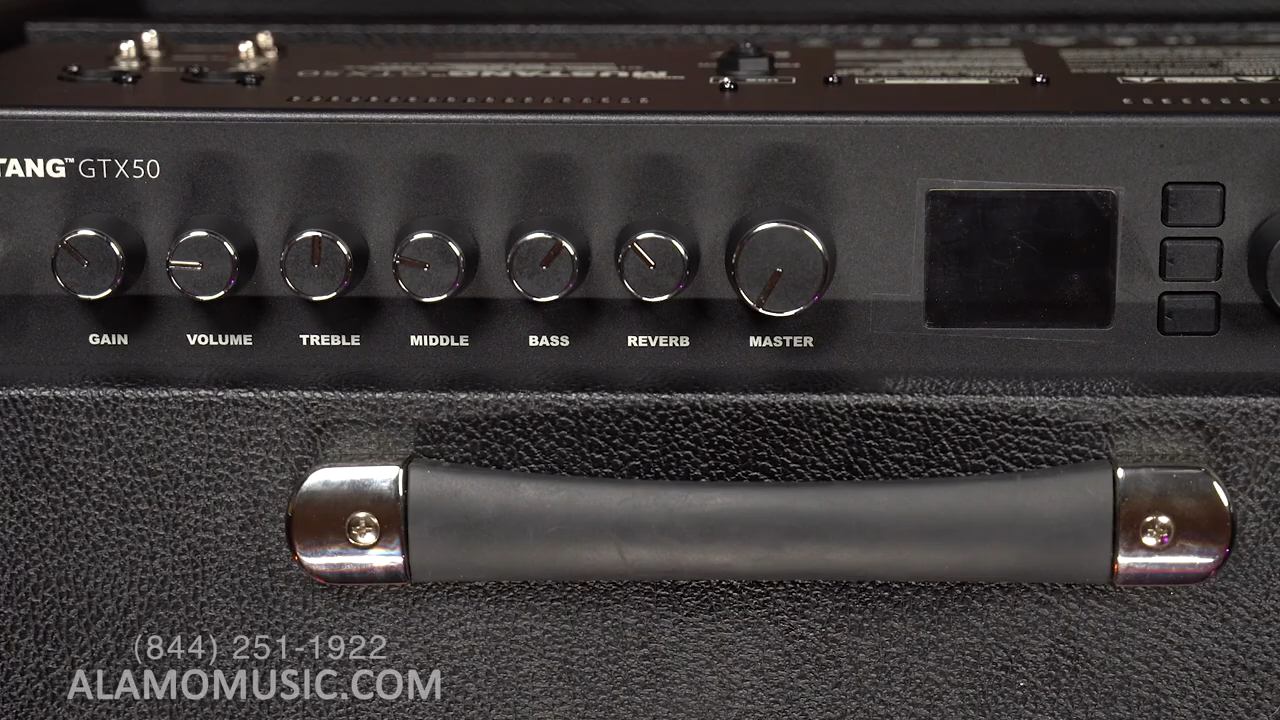 TANG™ GTX50
GAIN VOLUME TREBLE MIDDLE BASS REVERB MASTER
(844) 251-1922
ALAMOMUSIC.COM